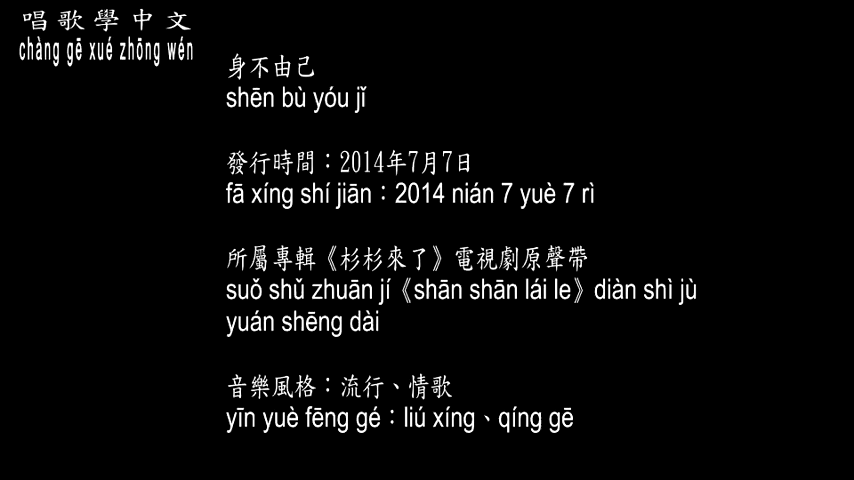 唱歌學中文
chàng gē xué zhōng wén
身不由己
shēn bù yóu jǐ
發行時間：2014年7月7日
fā xíng shí jiān：2014 nián 7 yuè 7 rì
所屬專輯《杉杉來了》電視劇原聲帶
suǒ shǔ zhuān jí《shān shān lái le》diàn shì jù
yuán shēng dài
音樂風格：流行、情歌
yīn yuè fēng gé：liú xíng、qíng gē